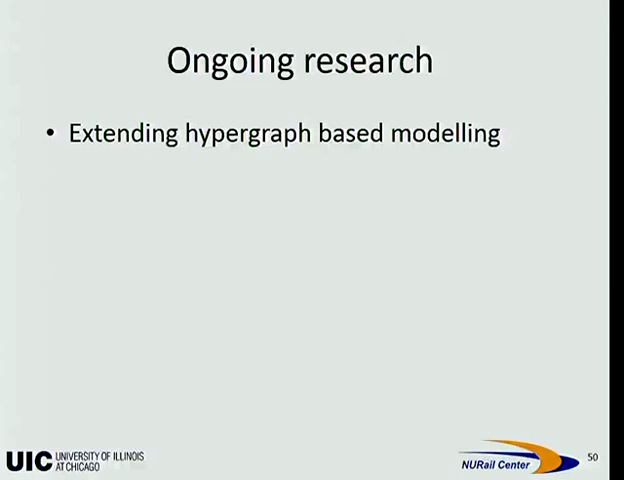 Ongoing research
• Extending hypergraph based modelling
UIC UNIVERSITY OF ILLINOIS
AT CHICAGO
NURail Center
50